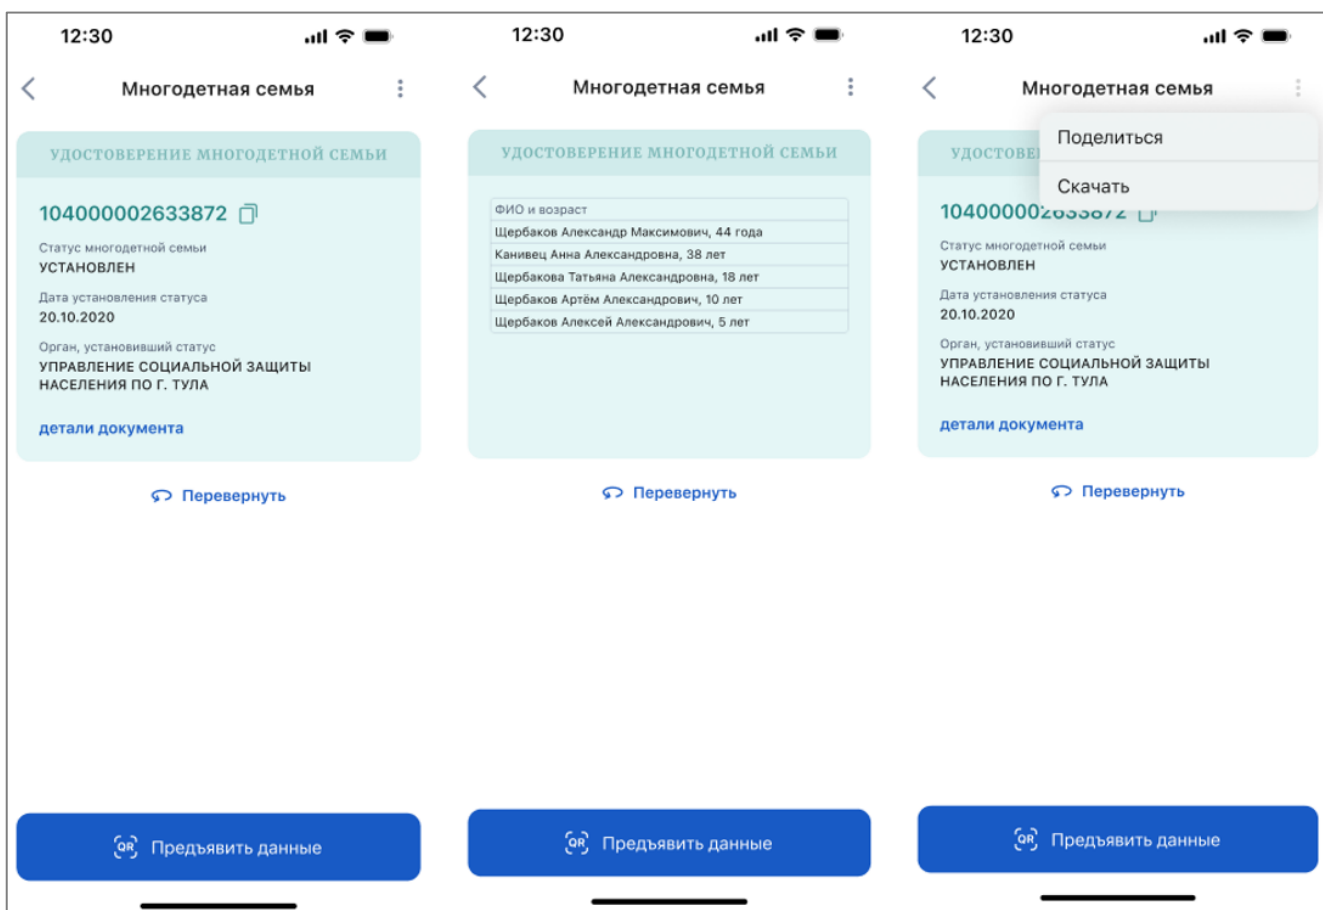 12:30
Многодетная семья
УДОСТОВЕРЕНИЕ МНОГОДЕТНОЙ СЕМЬИ
104000002633872
Статус многодетной семьи
УСТАНОВЛЕН
Дата установления статуса
20.10.2020
Орган, установивший статус
УПРАВЛЕНИЕ СОЦИАЛЬНОЙ ЗАЩИТЫ
НАСЕЛЕНИЯ ПО Г. ТУЛА
детали документа
Перевернуть
QR Предъявить данные
12:30
Многодетная семья
УДОСТОВЕРЕНИЕ МНОГОДЕТНОЙ СЕМЬИ
ФИО и возраст
Щербаков Александр Максимович, 44 года
Канивец Анна Александровна, 38 лет
Щербакова Татьяна Александровна, 18 лет
Щербаков Артём Александрович, 10 лет
Щербаков Алексей Александрович, 5 лет
Перевернуть
QR Предъявить данные
12:30
Многодетная семья
Поделиться
Скачать
УДОСТОВЕ
104000002633872
Статус многодетной семьи
УСТАНОВЛЕН
Дата установления статуса
20.10.2020
Орган, установивший статус
УПРАВЛЕНИЕ СОЦИАЛЬНОЙ ЗАЩИТЫ
НАСЕЛЕНИЯ ПО Г. ТУЛА
детали документа
Перевернуть
QR Предъявить данные